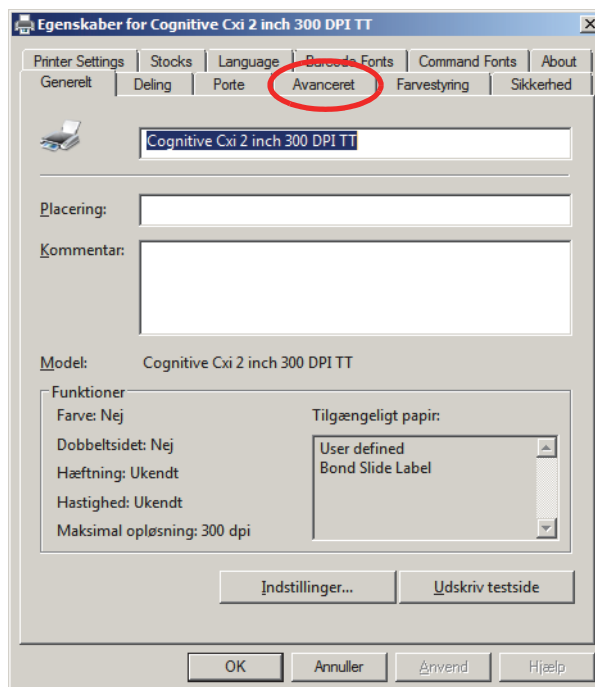 Egenskaber for Cognitive Cxi 2 inch 300 DPI TT
Printer Settings Stocks Language Barcode Fonts Command Fonts About
Generelt Deling Porte Avanceret Farvestyring Sikkerhed
Cognitive Cxi 2 inch 300 DPI TT
Placering:
Kommentar:
Model: Cognitive Cxi 2 inch 300 DPI TT
Funktioner
Farve: Nej
Dobbeltsidet: Nej
Hæftning: Ukendt
Hastighed: Ukendt
Maksimal opløsning: 300 dpi
Tilgængeligt papir:
User defined
Bond Slide Label
Indstillinger... Udskriv testside
OK Annuller Anvend Hjælp